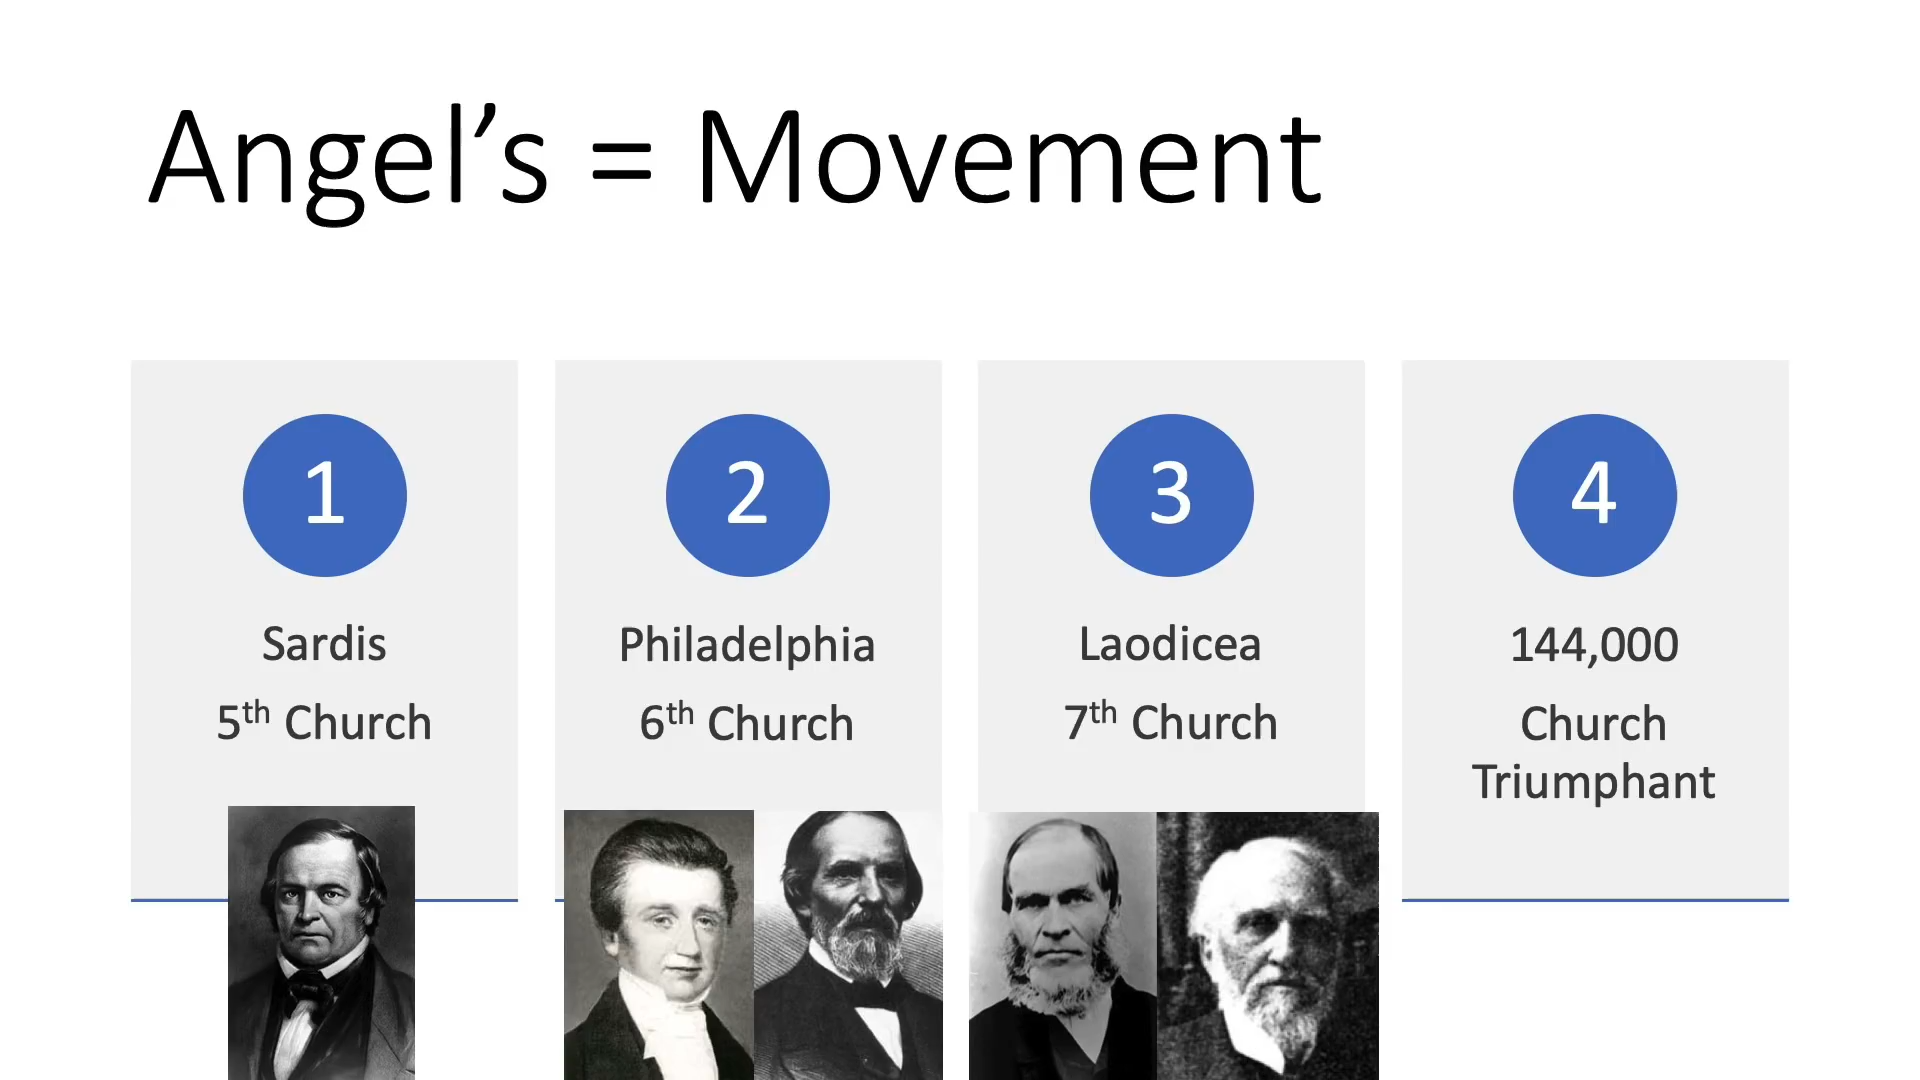 Angel’s = Movement
1
Sardis
5th Church
2
Philadelphia
6th Church
3
Laodicea
7th Church
4
144,000
Church
Triumphant